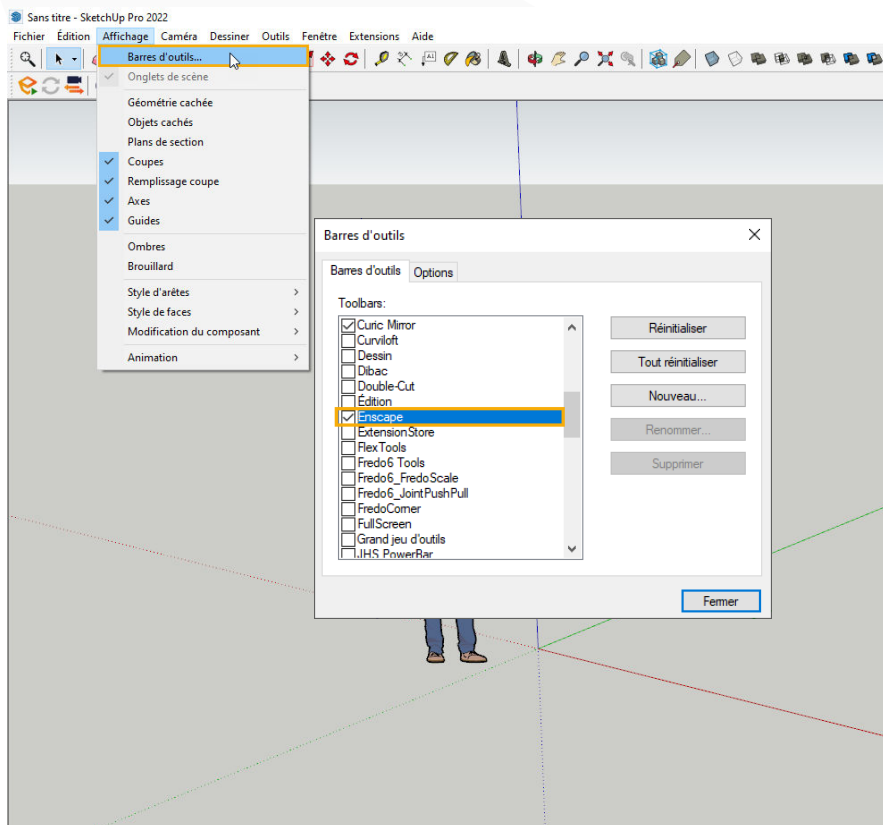 Sans titre - SketchUp Pro 2022
Fichier Édition Affichage Caméra Dessiner Outils Fenêtre Extensions Aide
Barres d'outils...
Onglets de scène
Géométrie cachée
Objets cachés
Plans de section
Coupes
Remplissage coupe
Axes
Guides
Ombres
Brouillard
Style d'arêtes
Style de faces
Modification du composant
Animation
Barres d'outils
Barres d'outils Options
Toolbars:
Curic Mirror
Curviloft
Dessin
Dibac
Double-Cut
Édition
Enscape
ExtensionStore
FlexTools
Fredo6 Tools
Fredo6_FredoScale
Fredo6_JointPushPull
FredoCorner
FullScreen
Grand jeu d'outils
JHS PowerBar
Réinitialiser
Tout réinitialiser
Nouveau...
Renommer...
Supprimer
Fermer